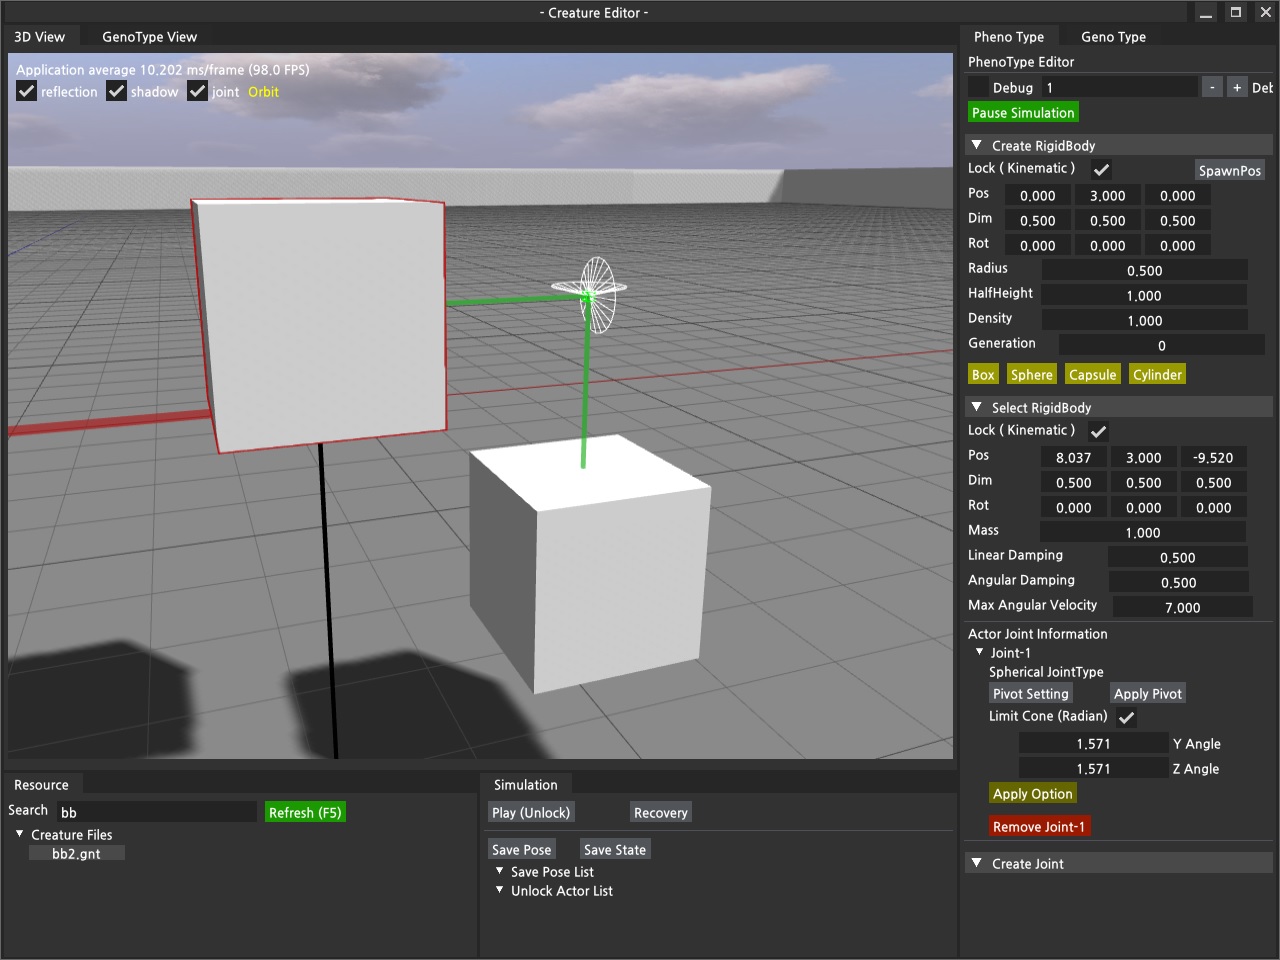 - Creature Editor -
3D View GenoType View
Application average 10.202 ms/frame (98.0 FPS)
reflection shadow joint Orbit
Pheno Type Geno Type
PhenoType Editor
Debug 1 - + Deb
Pause Simulation
Create RigidBody
Lock ( Kinematic ) SpawnPos
Pos 0.000 3.000 0.000
Dim 0.500 0.500 0.500
Rot 0.000 0.000 0.000
Radius 0.500
HalfHeight 1.000
Density 1.000
Generation 0
Box Sphere Capsule Cylinder
Select RigidBody
Lock ( Kinematic )
Pos 8.037 3.000 -9.520
Dim 0.500 0.500 0.500
Rot 0.000 0.000 0.000
Mass 1.000
Linear Damping 0.500
Angular Damping 0.500
Max Angular Velocity 7.000
Actor Joint Information
Joint-1
Spherical JointType
Pivot Setting Apply Pivot
Limit Cone (Radian)
1.571 Y Angle
1.571 Z Angle
Apply Option
Remove Joint-1
Create Joint
Resource
Search bb Refresh (F5)
Creature Files
bb2.gnt
Simulation
Play (Unlock) Recovery
Save Pose Save State
Save Pose List
Unlock Actor List